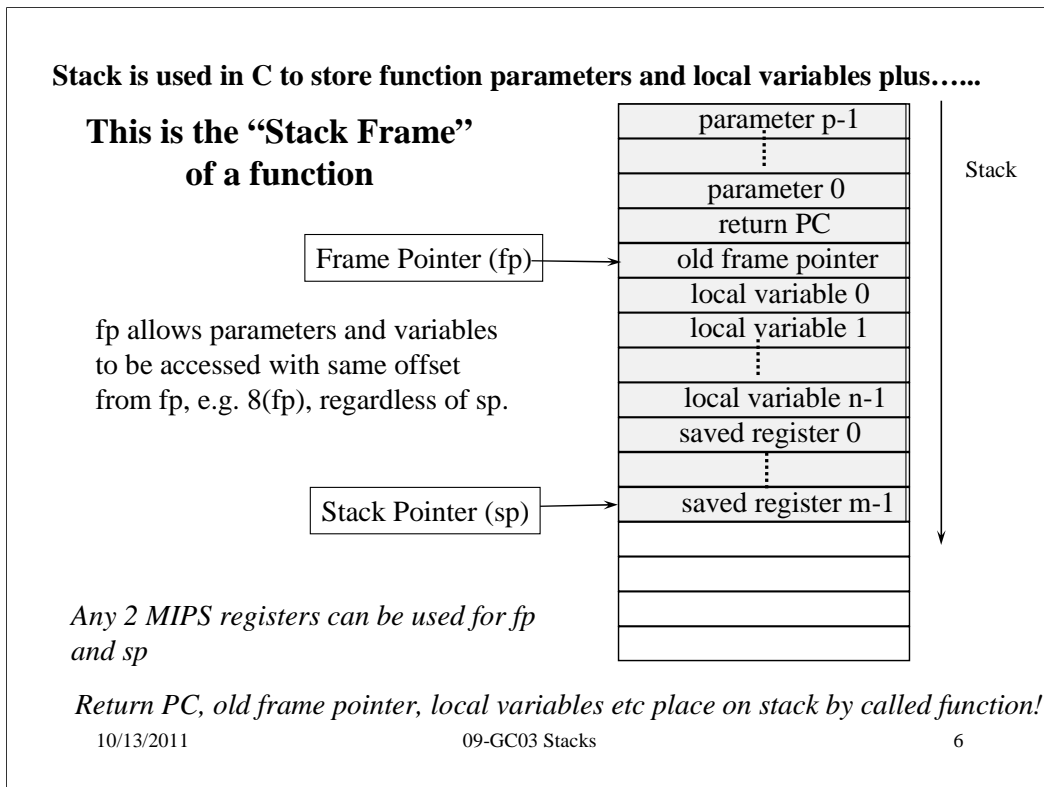 Stack is used in C to store function parameters and local variables plus…...
This is the “Stack Frame”
of a function
parameter p-1
Stack
parameter 0
return PC
Frame Pointer (fp)
old frame pointer
local variable 0
local variable 1
fp allows parameters and variables
to be accessed with same offset
from fp, e.g. 8(fp), regardless of sp.
local variable n-1
saved register 0
Stack Pointer (sp)
saved register m-1
Any 2 MIPS registers can be used for fp
and sp
Return PC, old frame pointer, local variables etc place on stack by called function!
10/13/2011
09-GC03 Stacks
6